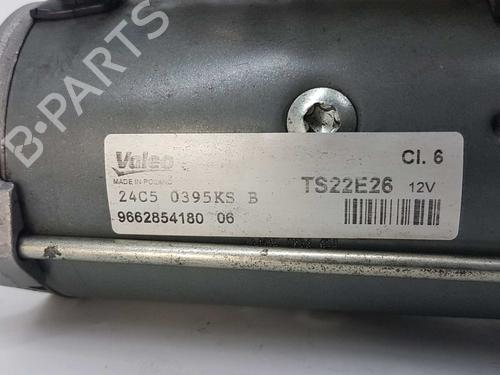 B-PARTS
Valeo Cl. 6
MADE IN POLAND TS22E26 12V
24C5 0395KS B
9662854180 06